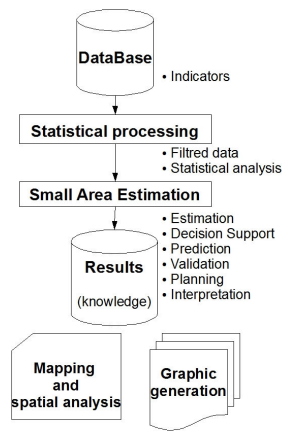 DataBase
• Indicators
Statistical processing
• Filtred data
• Statistical analysis
Small Area Estimation
• Estimation
• Decision Support
• Prediction
• Validation
• Planning
• Interpretation
Results
(knowledge)
Mapping
and
spatial analysis
Graphic
generation